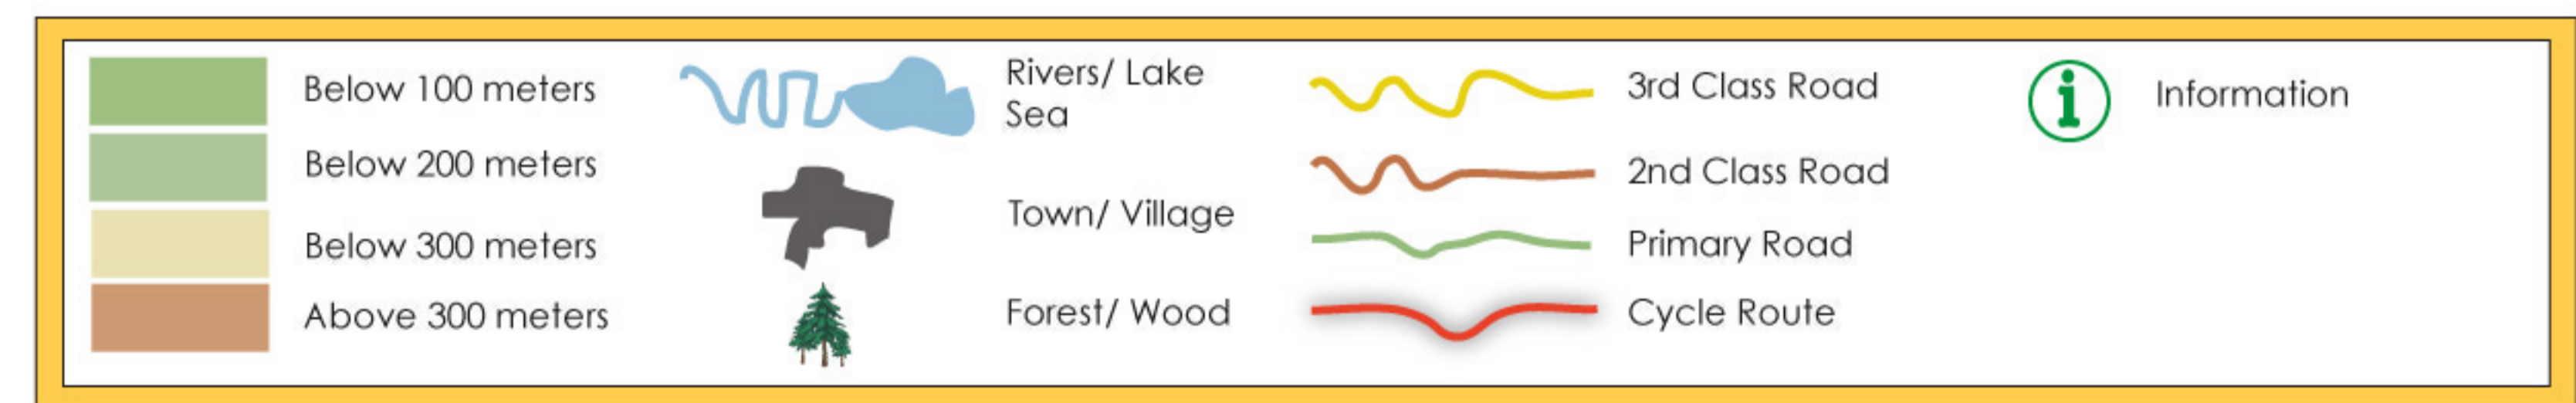 Below 100 meters
Below 200 meters
Below 300 meters
Above 300 meters
Rivers/ Lake
Sea
Town/ Village
Forest/ Wood
3rd Class Road
2nd Class Road
Primary Road
Cycle Route
i
Information